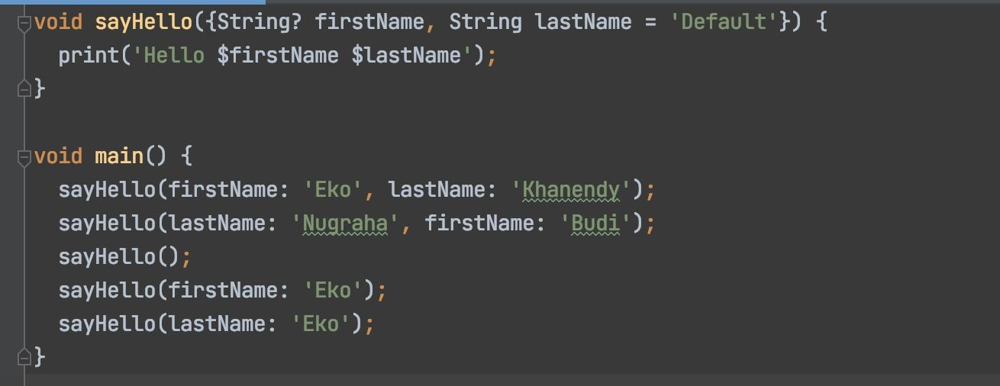 void sayHello({String? firstName, String lastName = 'Default'}) {
  print('Hello $firstName $lastName');
}

void main() {
  sayHello(firstName: 'Eko', lastName: 'Khanendy');
  sayHello(lastName: 'Nugraha', firstName: 'Budi');
  sayHello();
  sayHello(firstName: 'Eko');
  sayHello(lastName: 'Eko');
}